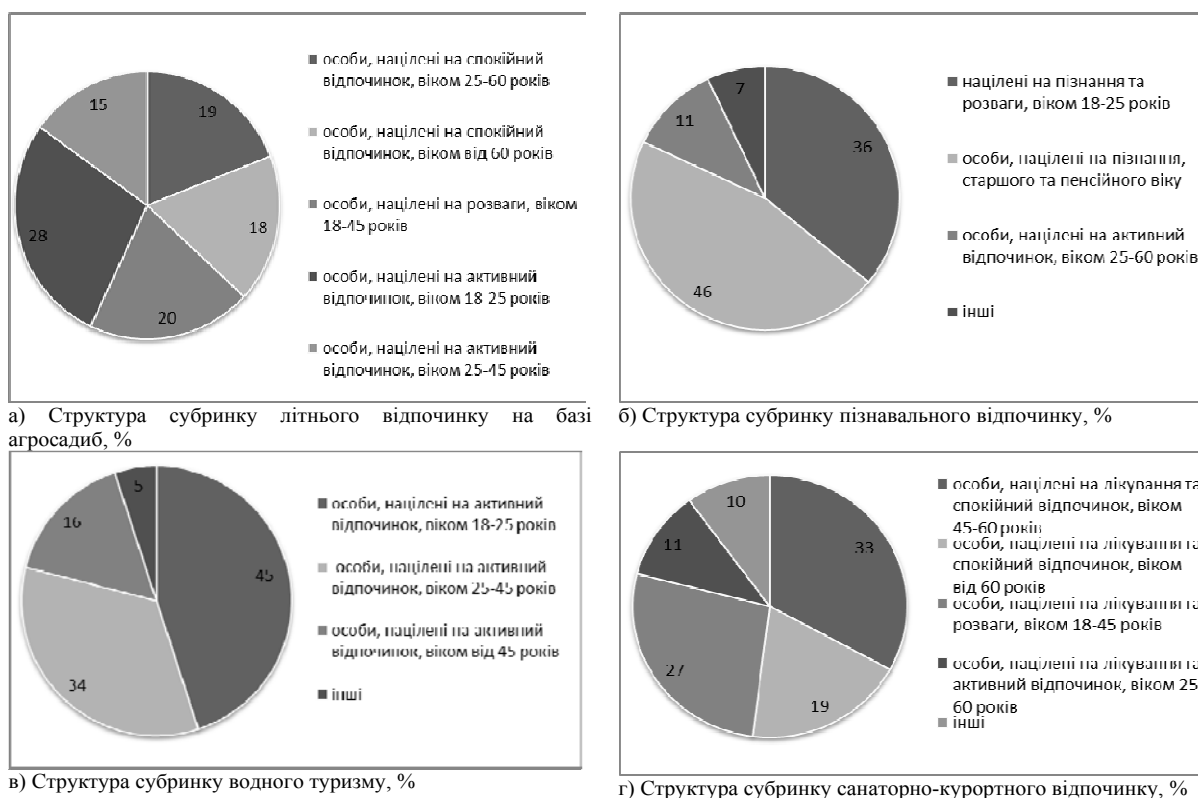 15
19
28
18
20
особи, націлені на спокійний
відпочинок, віком 25-60 років
особи, націлені на спокійний
відпочинок, віком від 60 років
особи, націлені на розваги, віком
18-45 років
особи, націлені на активний
відпочинок, віком 18-25 років
особи, націлені на активний
відпочинок, віком 25-45 років
а) Структура субринку літнього відпочинку на базі
агросадиб, %
7
11
36
46
націлені на пізнання та
розваги, віком 18-25 років
особи, націлені на пізнання,
старшого та пенсійного віку
особи, націлені на активний
відпочинок, віком 25-60 років
інші
б) Структура субринку пізнавального відпочинку, %
5
16
45
34
особи, націлені на активний
відпочинок, віком 18-25 років
особи, націлені на активний
відпочинок, віком 25-45 років
особи, націлені на активний
відпочинок, віком від 45 років
інші
в) Структура субринку водного туризму, %
10
11
33
27
19
особи, націлені на лікування та
спокійний відпочинок, віком
45-60 років
особи, націлені на лікування та
спокійний відпочинок, віком
від 60 років
особи, націлені на лікування та
розваги, віком 18-45 років
особи, націлені на лікування та
активний відпочинок, віком 25
60 років
інші
г) Структура субринку санаторно-курортного відпочинку, %